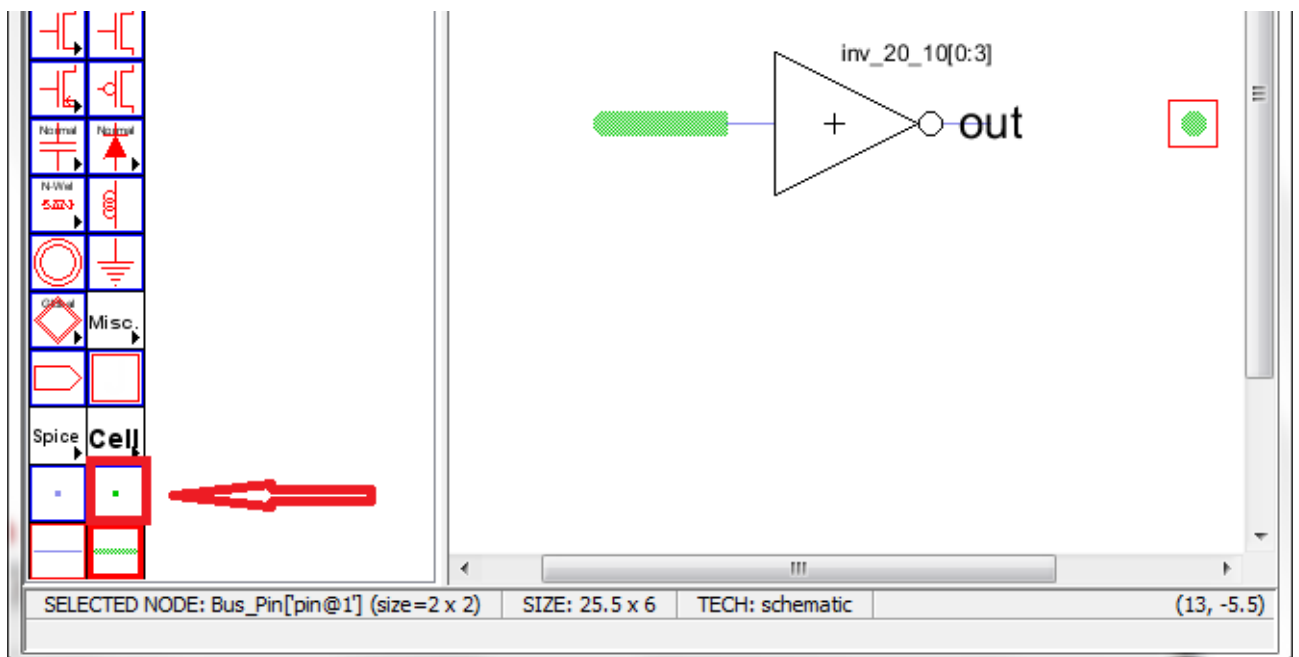 inv_20_10[0:3]
out
Normal
Normal
N-Well
Global
Misc.
Spice
Cell
SELECTED NODE: Bus_Pin['pin@1'] (size=2 x 2)
SIZE: 25.5 x 6
TECH: schematic
(13, -5.5)